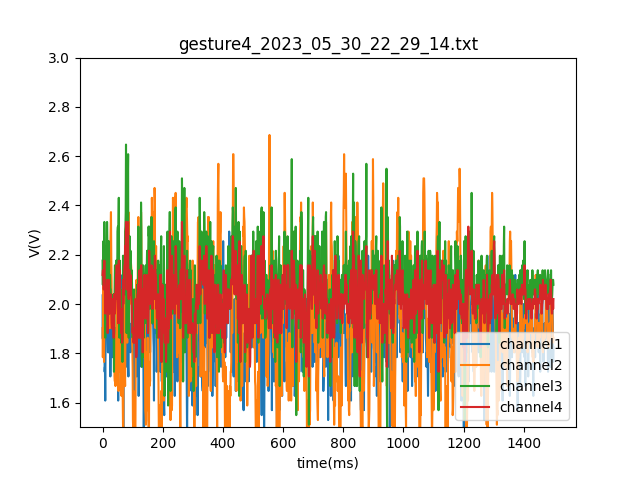 gesture4_2023_05_30_22_29_14.txt
3.0
2.8
2.6
2.4
2.2
2.0
1.8
1.6
V(V)
channel1
channel2
channel3
channel4
0 200 400 600 800 1000 1200 1400
time(ms)